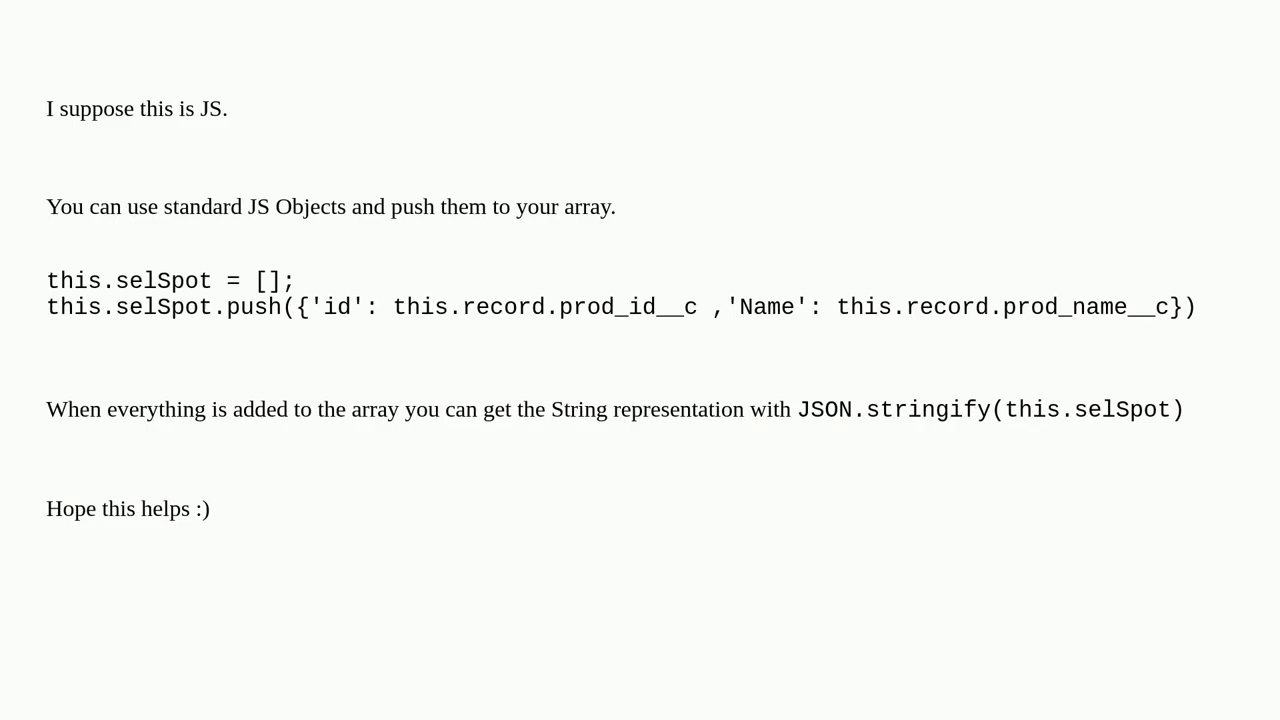 I suppose this is JS.
You can use standard JS Objects and push them to your array.
this.selSpot = [];
this.selSpot.push({'id': this.record.prod_id__c ,'Name': this.record.prod_name__c})
When everything is added to the array you can get the String representation with JSON.stringify(this.selSpot)
Hope this helps :)